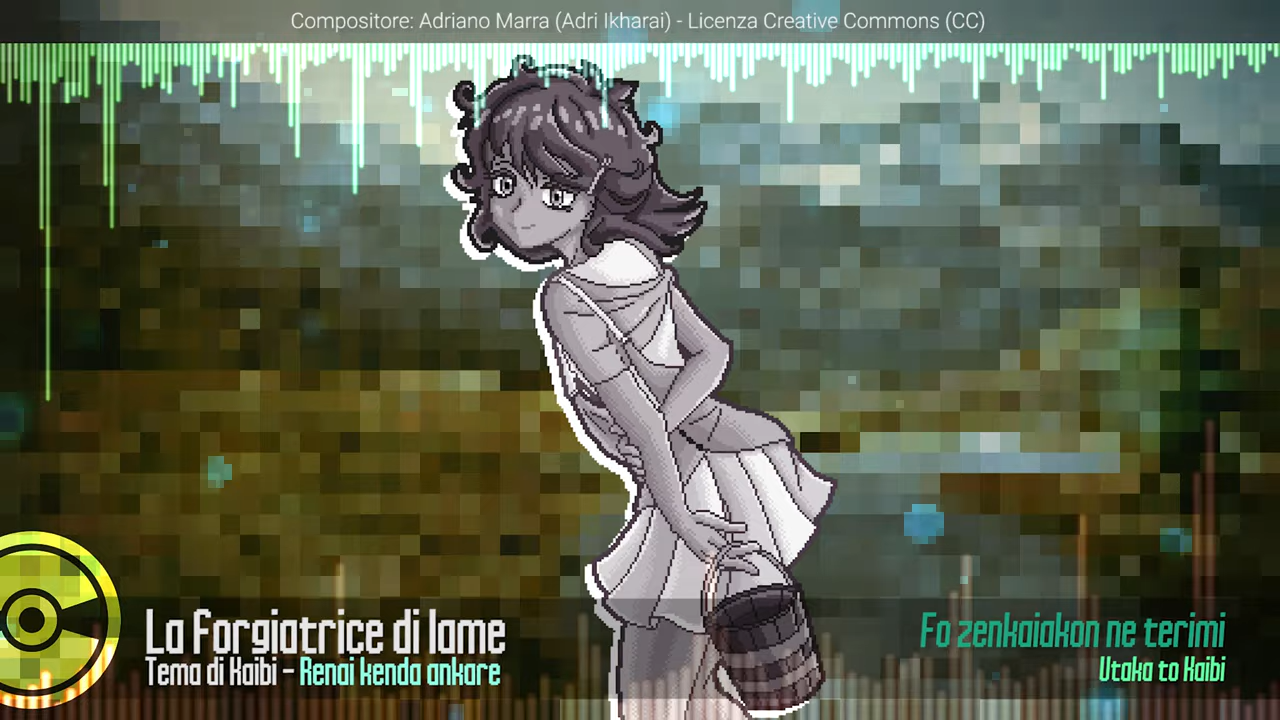 Compositore: Adriano Marra (Adri Ikharai) - Licenza Creative Commons (CC)
La Forgiatrice di lame
Tema di Kaibi - Renai kenda ankare
Fo zenkaiakon ne terimi
Utaka to Kaibi